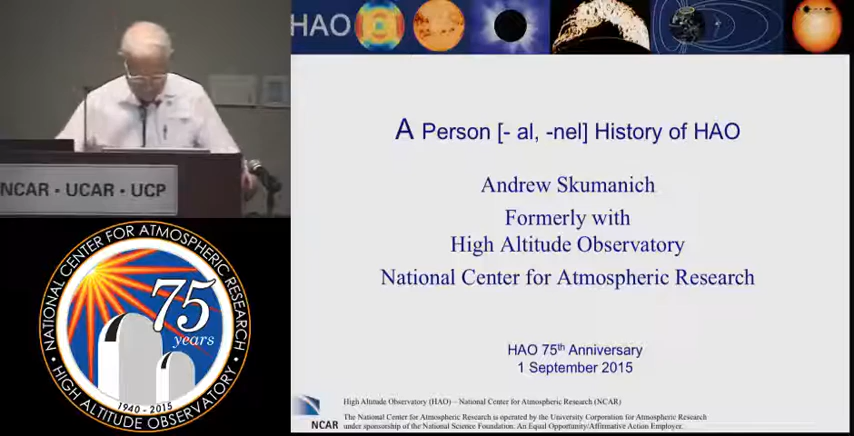 HAO
A Person [- al, -nel] History of HAO
Andrew Skumanich
Formerly with
High Altitude Observatory
National Center for Atmospheric Research
HAO 75th Anniversary
1 September 2015
High Altitude Observatory (HAO) – National Center for Atmospheric Research (NCAR)
The National Center for Atmospheric Research is operated by the University Corporation for Atmospheric Research
under sponsorship of the National Science Foundation. An Equal Opportunity/Affirmative Action Employer.
NCAR
NCAR • UCAR • UCP
NATIONAL CENTER FOR ATMOSPHERIC RESEARCH
75
years
1940 - 2015
HIGH ALTITUDE OBSERVATORY